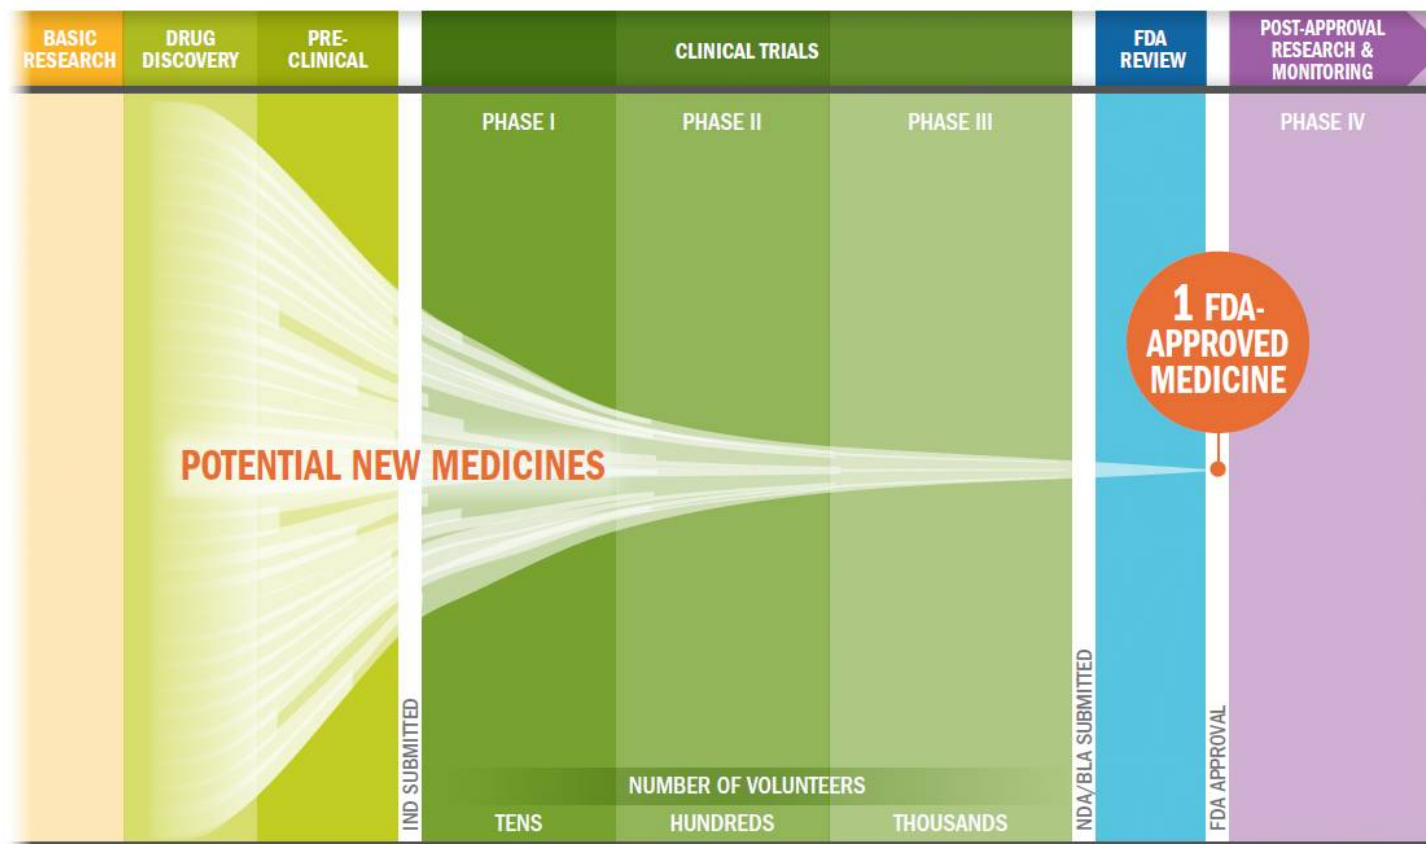 BASIC
RESEARCH
DRUG
DISCOVERY
PRE-
CLINICAL
CLINICAL TRIALS
FDA
REVIEW
POST-APPROVAL
RESEARCH &
MONITORING
PHASE I
PHASE II
PHASE III
PHASE IV
1 FDA-
APPROVED
MEDICINE
POTENTIAL NEW MEDICINES
IND SUBMITTED
NDA/BLA SUBMITTED
FDA APPROVAL
NUMBER OF VOLUNTEERS
TENS
HUNDREDS
THOUSANDS